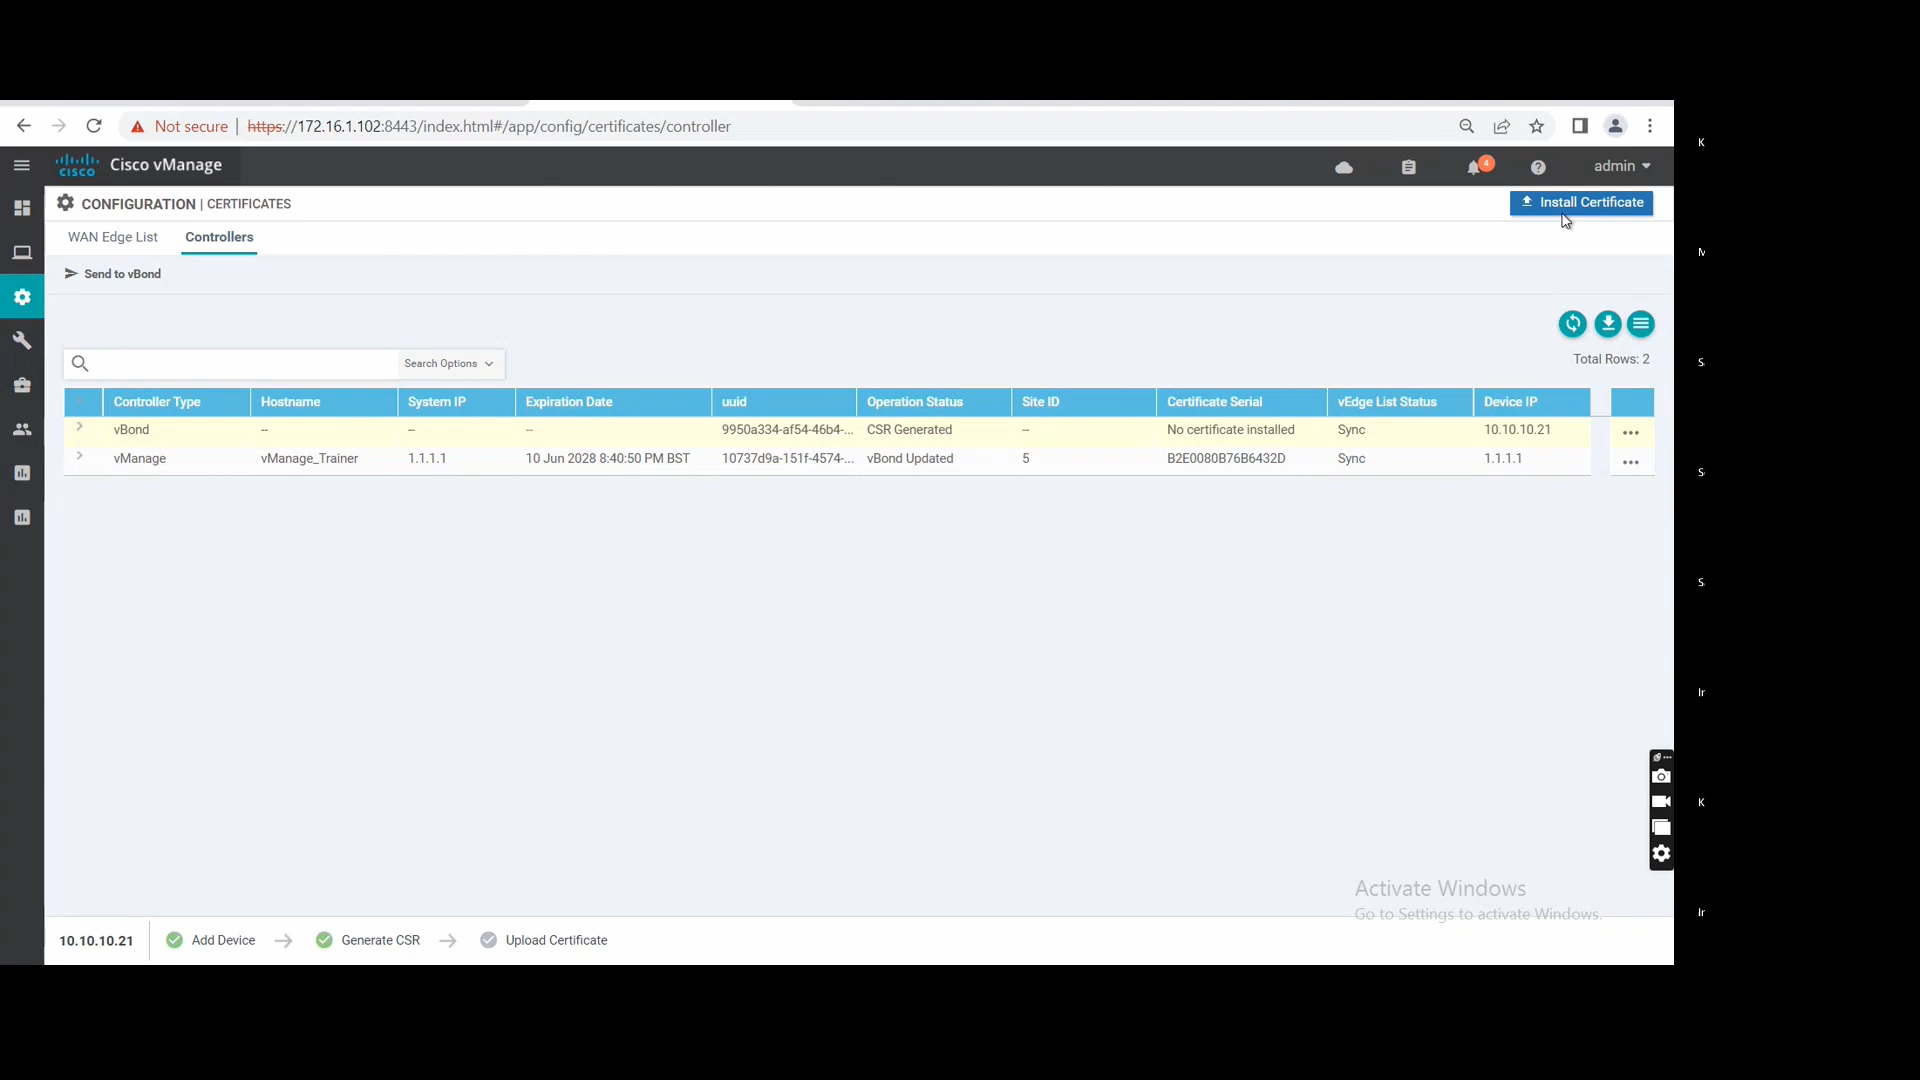 Not secure | https://172.16.1.102:8443/index.html#/app/config/certificates/controller
K
cisco Cisco vManage 4 admin
CONFIGURATION | CERTIFICATES Install Certificate
WAN Edge List Controllers
M
Send to vBond
Search Options Total Rows: 2
S
Controller Type Hostname System IP Expiration Date uuid Operation Status Site ID Certificate Serial vEdge List Status Device IP
vBond -- -- -- 9950a334-af54-46b4-... CSR Generated -- No certificate installed Sync 10.10.10.21 ...
vManage vManage_Trainer 1.1.1.1 10 Jun 2028 8:40:50 PM BST 10737d9a-151f-4574-... vBond Updated 5 B2E0080B76B6432D Sync 1.1.1.1 ...
S
S
In
K
Activate Windows
Go to Settings to activate Windows.
In
10.10.10.21 Add Device Generate CSR Upload Certificate